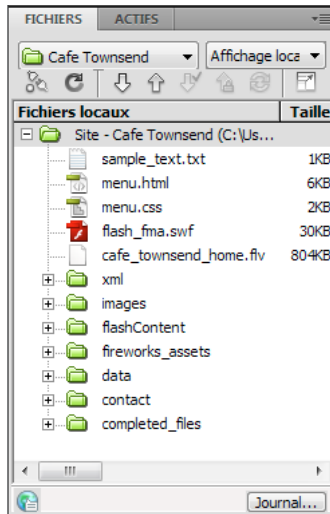 FICHIERS ACTIFS
Cafe Townsend Affichage loca
Fichiers locaux Taille
Site - Cafe Townsend (C:\Us...
sample_text.txt 1KB
menu.html 6KB
menu.css 2KB
flash_fma.swf 30KB
cafe_townsend_home.flv 804KB
xml
images
flashContent
fireworks_assets
data
contact
completed_files
Journal...